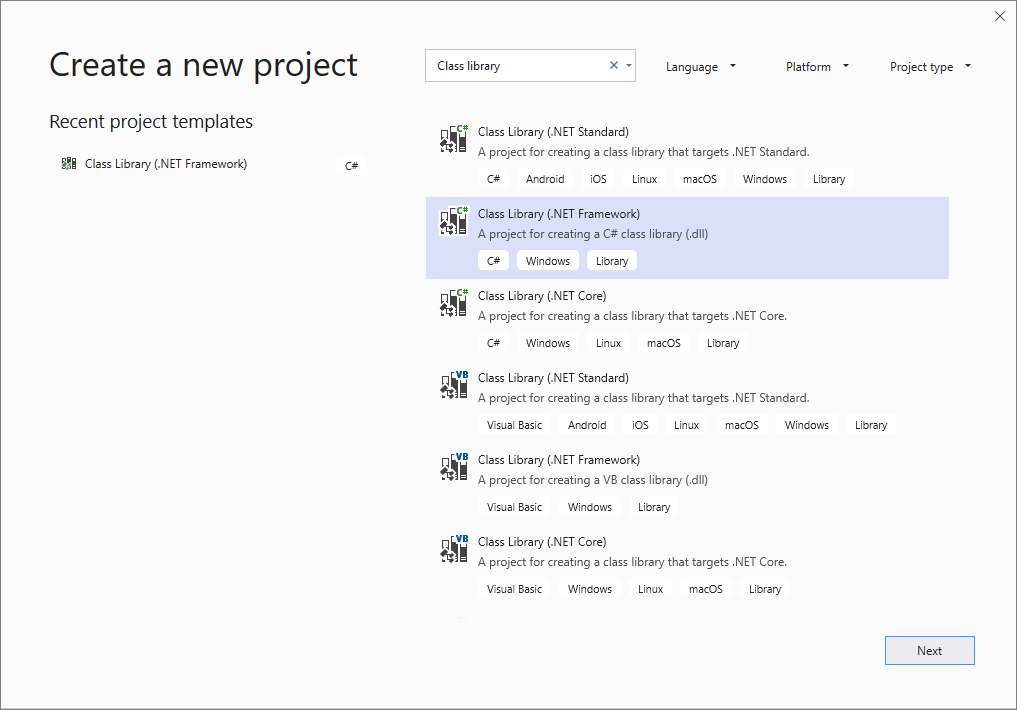 Create a new project
Class library
Language
Platform
Project type
Recent project templates
Class Library (.NET Framework)
C#
C#
Class Library (.NET Standard)
A project for creating a class library that targets .NET Standard.
C# Android iOS Linux macOS Windows Library
C#
Class Library (.NET Framework)
A project for creating a C# class library (.dll)
C# Windows Library
C#
Class Library (.NET Core)
A project for creating a class library that targets .NET Core.
C# Windows Linux macOS Library
VB
Class Library (.NET Standard)
A project for creating a class library that targets .NET Standard.
Visual Basic Android iOS Linux macOS Windows Library
VB
Class Library (.NET Framework)
A project for creating a VB class library (.dll)
Visual Basic Windows Library
VB
Class Library (.NET Core)
A project for creating a class library that targets .NET Core.
Visual Basic Windows Linux macOS Library
Next